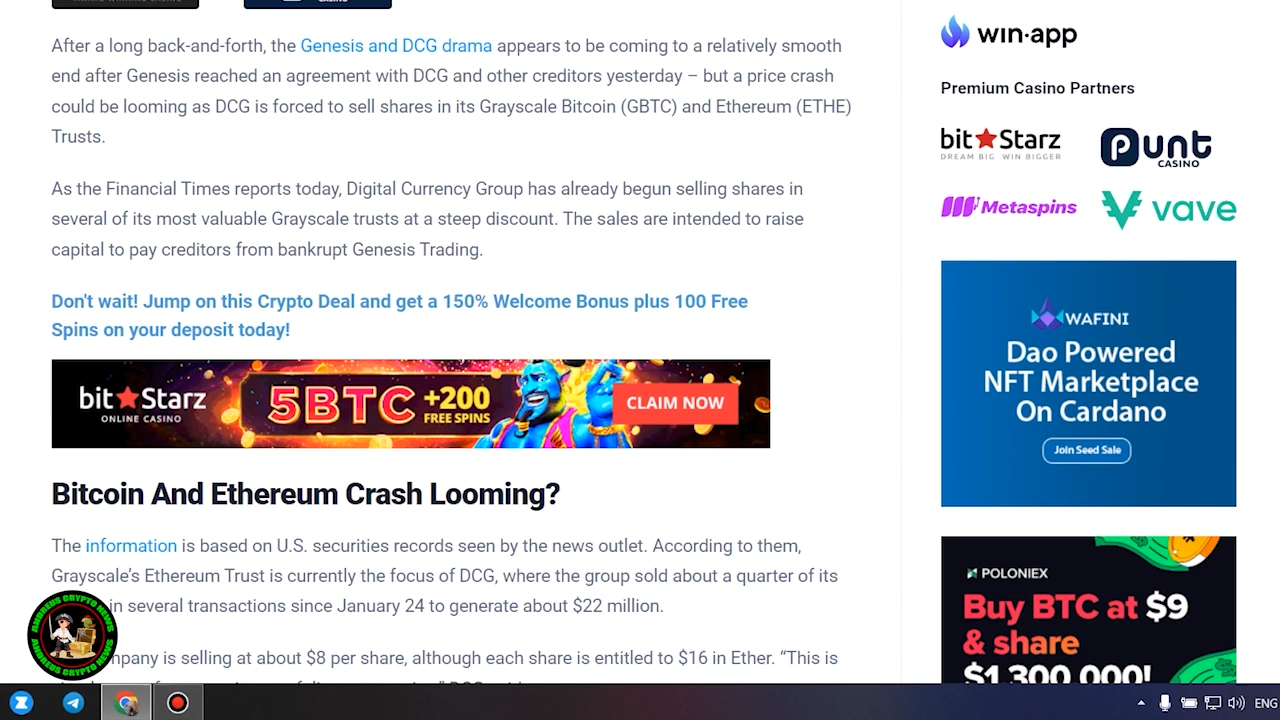 After a long back-and-forth, the Genesis and DCG drama appears to be coming to a relatively smooth
end after Genesis reached an agreement with DCG and other creditors yesterday – but a price crash
could be looming as DCG is forced to sell shares in its Grayscale Bitcoin (GBTC) and Ethereum (ETHE)
Trusts.
As the Financial Times reports today, Digital Currency Group has already begun selling shares in
several of its most valuable Grayscale trusts at a steep discount. The sales are intended to raise
capital to pay creditors from bankrupt Genesis Trading.
Don't wait! Jump on this Crypto Deal and get a 150% Welcome Bonus plus 100 Free
Spins on your deposit today!
bitStarz
ONLINE CASINO
5BTC
+200
FREE SPINS
CLAIM NOW
Bitcoin And Ethereum Crash Looming?
The information is based on U.S. securities records seen by the news outlet. According to them,
Grayscale's Ethereum Trust is currently the focus of DCG, where the group sold about a quarter of its
in several transactions since January 24 to generate about $22 million.
mpany is selling at about $8 per share, although each share is entitled to $16 in Ether. “This is
ANDREUS CRYPTO NEWS
ANDREUS CRYPTO NEWS
win·app
Premium Casino Partners
bitStarz
DREAM BIG WIN BIGGER
Punt
CASINO
Metaspins
vave
WAFINI
Dao Powered
NFT Marketplace
On Cardano
Join Seed Sale
POLONIEX
Buy BTC at $9
& share
$1,300,000!
ENG